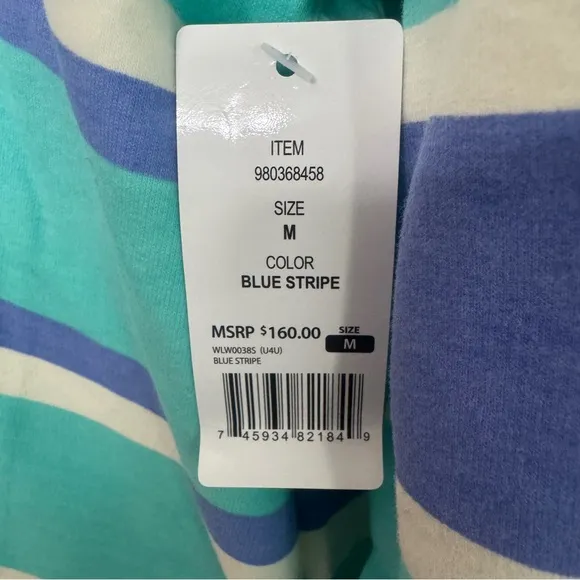 ITEM
980368458
SIZE
M
COLOR
BLUE STRIPE
MSRP $160.00 SIZE M
WLW0038S (U4U)
BLUE STRIPE
7 45934 82184 9